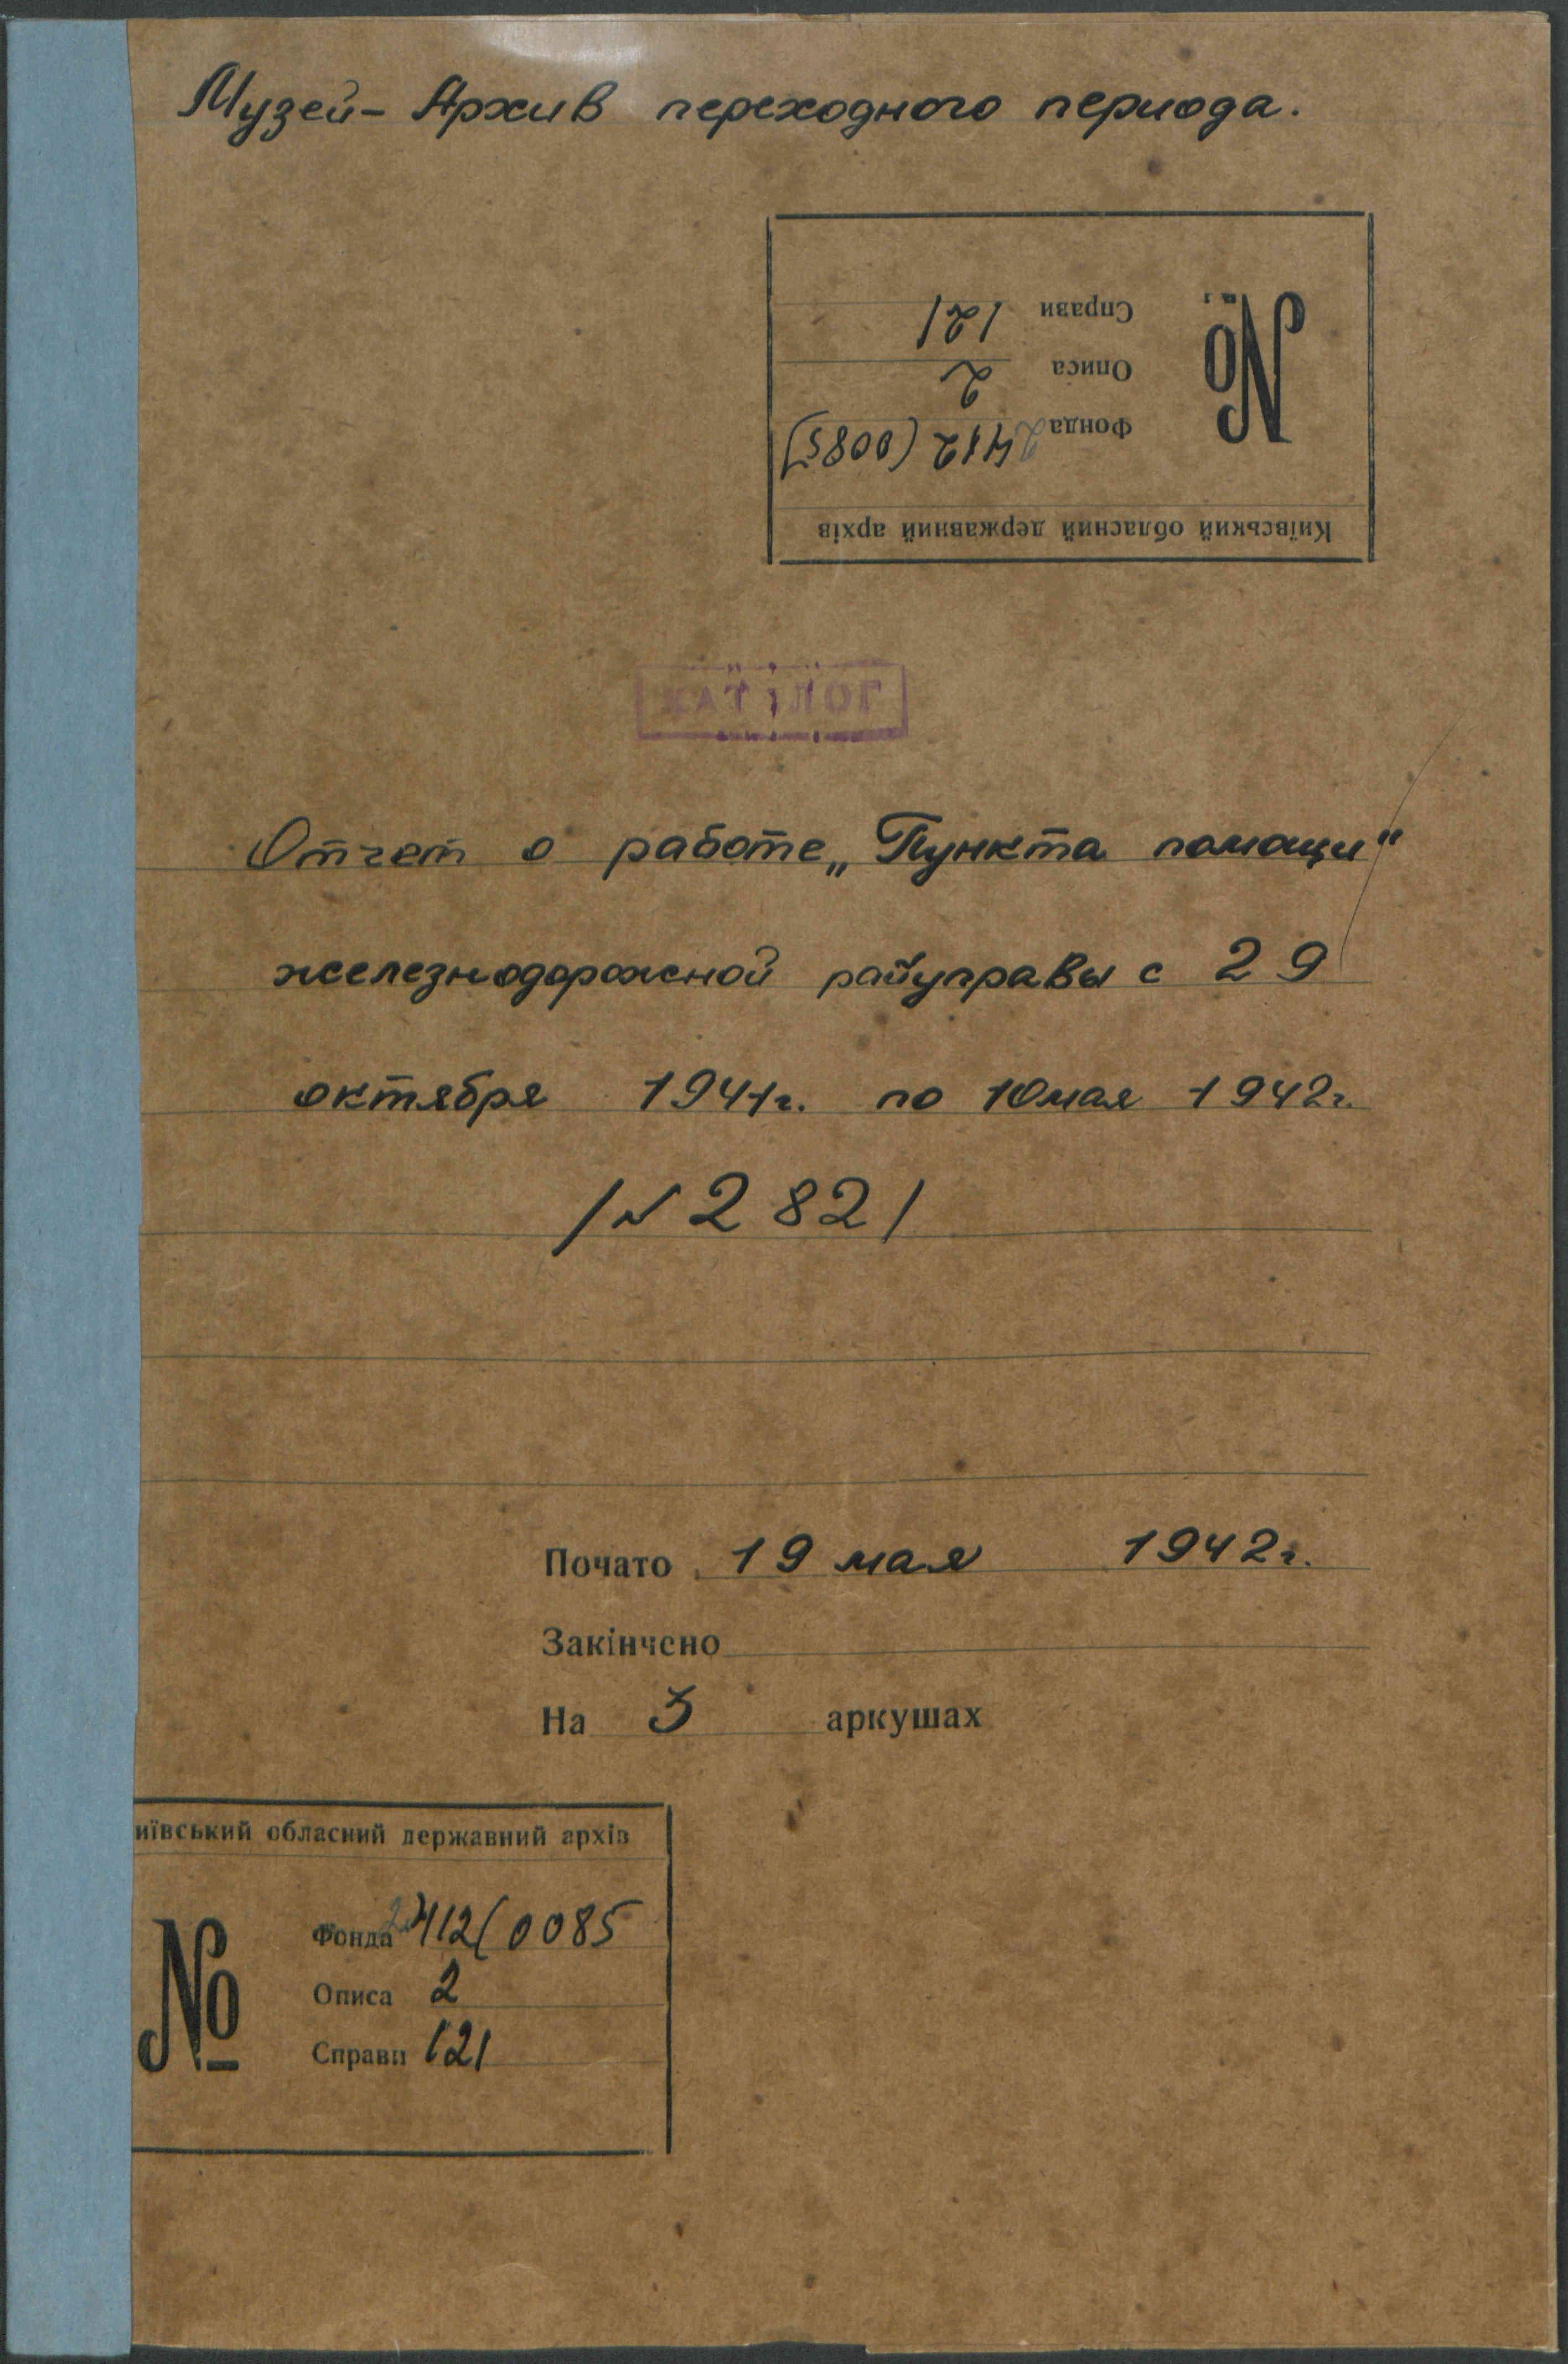 Музей-Архив переходного периода.
Київський обласний державний архів
№
Фонда 2412 (0085)
Описа 2
Справи 121
КАТАЛОГ
Отчет о работе „Пункта помощи"
железнодорожной райуправы с 29
октября 1941г. по 10 мая 1942г.
/N 282/
Почато 19 мая 1942г.
Закінчено
На 3 аркушах
иївський обласний державний архів
№
Фонда 2412(0085
Описа 2
Справи 121